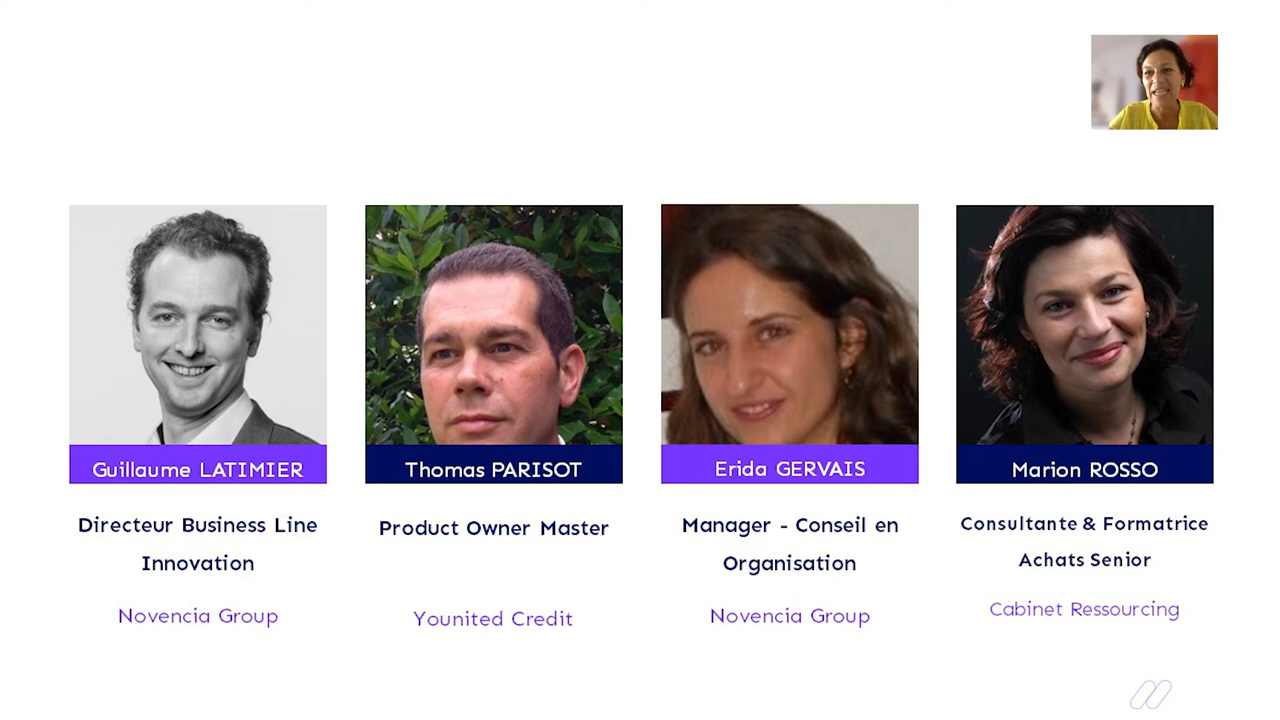 Guillaume LATIMIER
Directeur Business Line
Innovation
Novencia Group
Thomas PARISOT
Product Owner Master
Younited Credit
Erida GERVAIS
Manager - Conseil en
Organisation
Novencia Group
Marion ROSSO
Consultante & Formatrice
Achats Senior
Cabinet Ressourcing